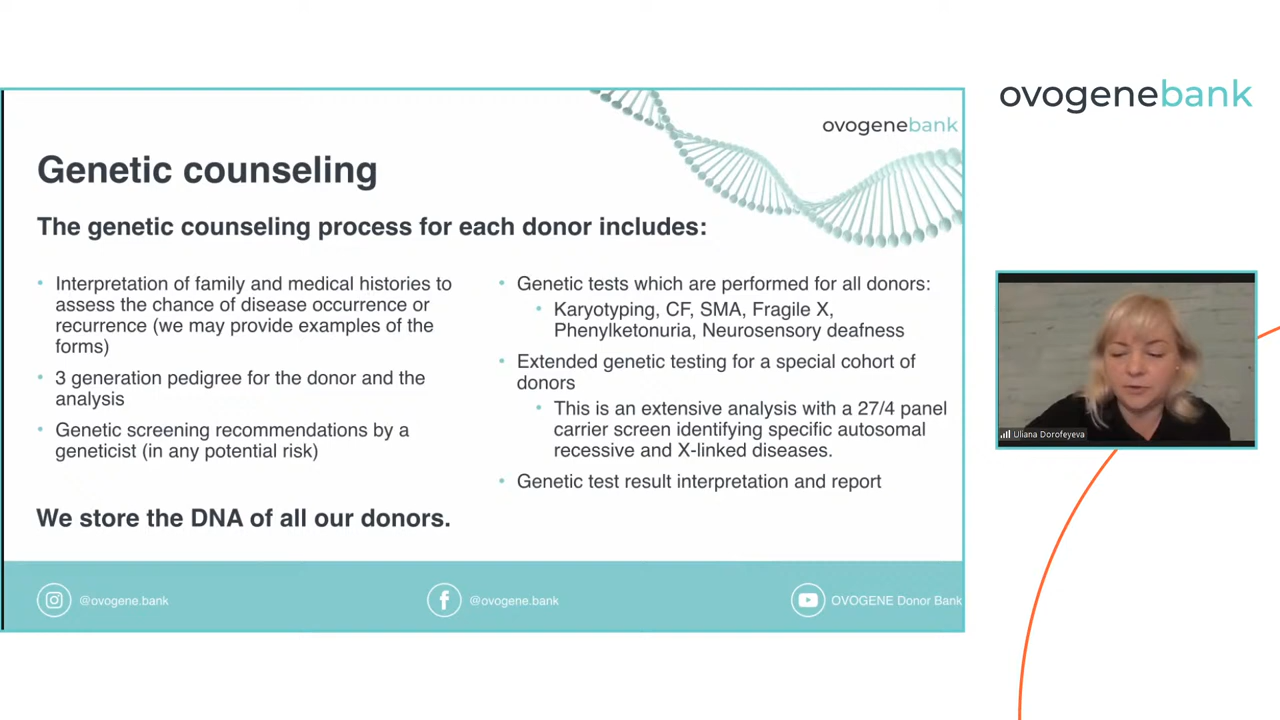 ovogenebank
ovogenebank
Genetic counseling
The genetic counseling process for each donor includes:
• Interpretation of family and medical histories to
assess the chance of disease occurrence or
recurrence (we may provide examples of the
forms)
• 3 generation pedigree for the donor and the
analysis
• Genetic screening recommendations by a
geneticist (in any potential risk)
• Genetic tests which are performed for all donors:
• Karyotyping, CF, SMA, Fragile X,
Phenylketonuria, Neurosensory deafness
• Extended genetic testing for a special cohort of
donors
• This is an extensive analysis with a 27/4 panel
carrier screen identifying specific autosomal
recessive and X-linked diseases.
• Genetic test result interpretation and report
We store the DNA of all our donors.
@ovogene.bank
@ovogene.bank
OVOGENE Donor Bank
Uliana Dorofeyeva